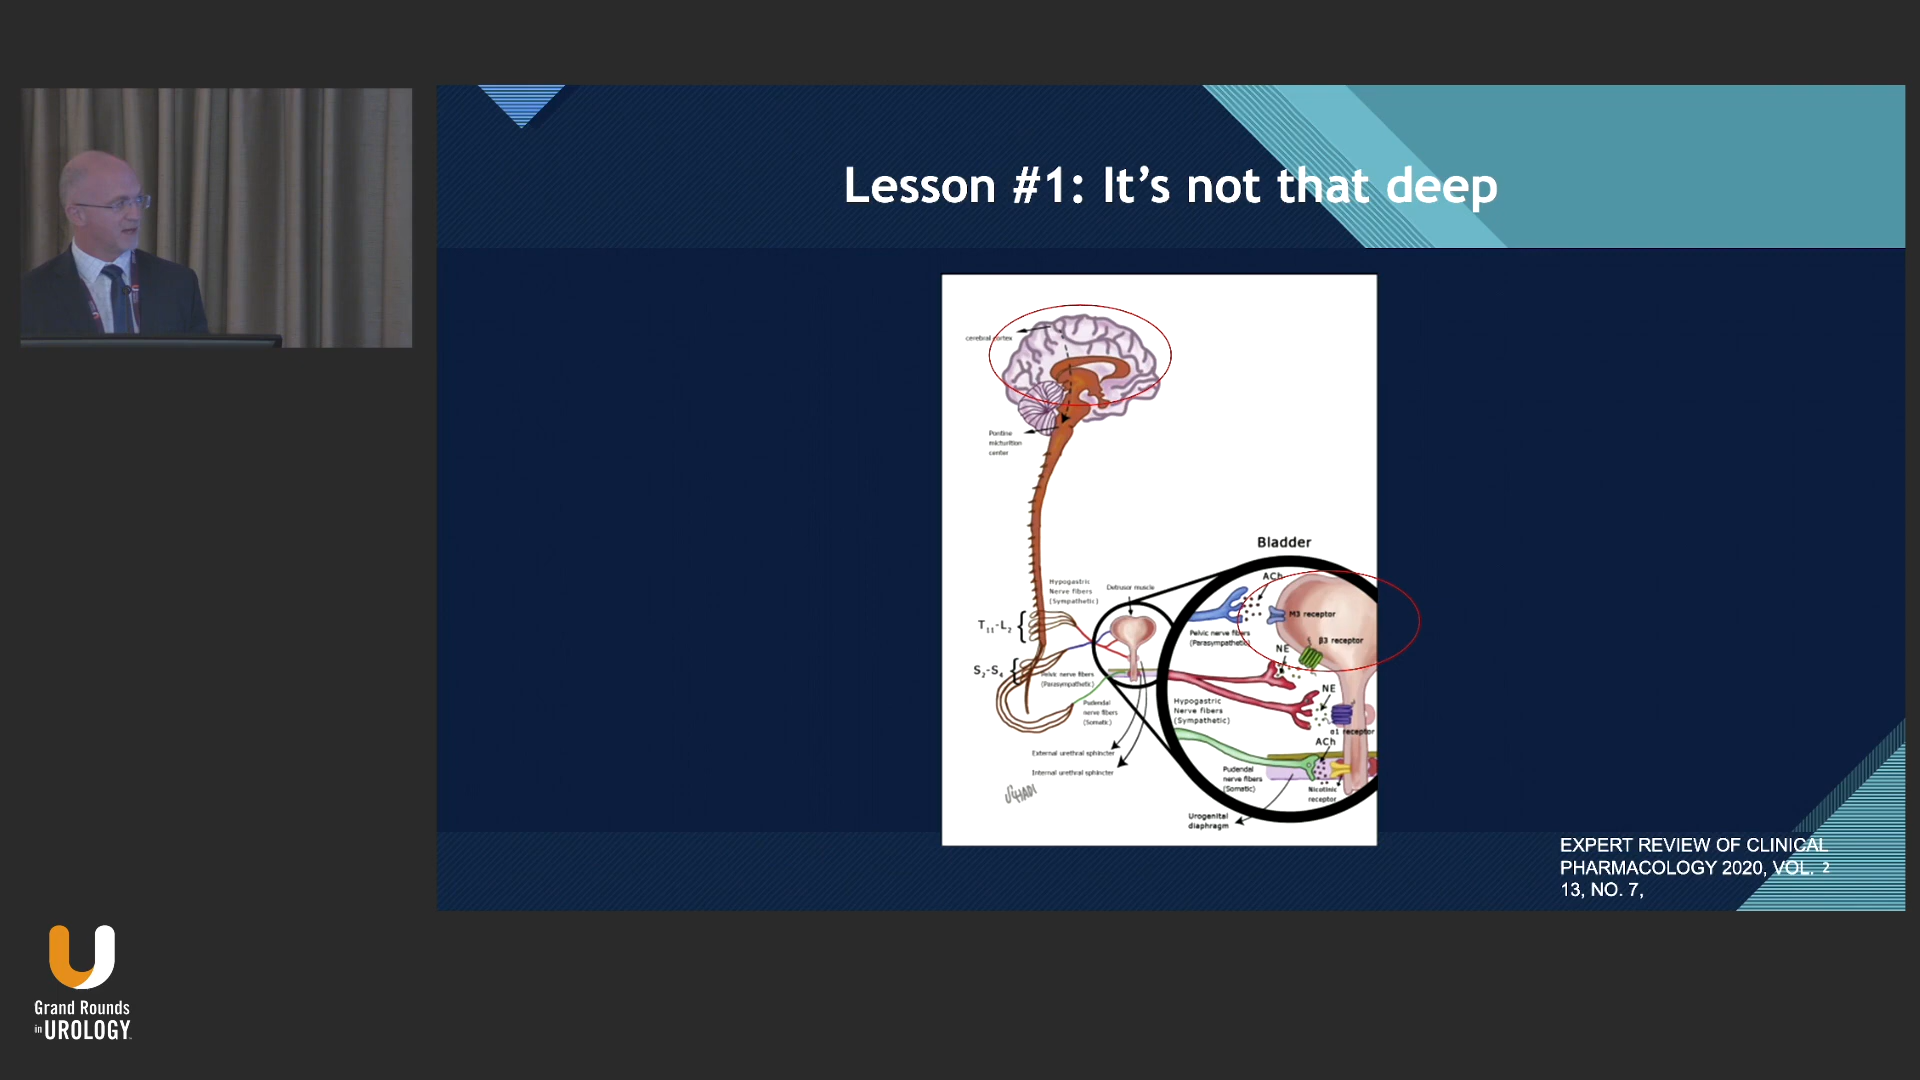 Lesson #1: It's not that deep
cerebral cortex
Pontine
micturition
center
Bladder
ACh
Hypogastric
Nerve fibers
(Sympathetic)
Detrusor muscle
M3 receptor
T11-L2
Pelvic nerve fibers
(Parasympathetic)
β3 receptor
NE
S2-S4
Pelvic nerve fibers
(Parasympathetic)
NE
Pudendal
nerve fibers
(Somatic)
Hypogastric
Nerve fibers
(Sympathetic)
α1 receptor
ACh
External urethral sphincter
Internal urethral sphincter
Pudendal
nerve fibers
(Somatic)
Nicotinic
receptor
Urogenital
diaphragm
EXPERT REVIEW OF CLINICAL
PHARMACOLOGY 2020, VOL. 2
13, NO. 7,
Grand Rounds
in UROLOGY